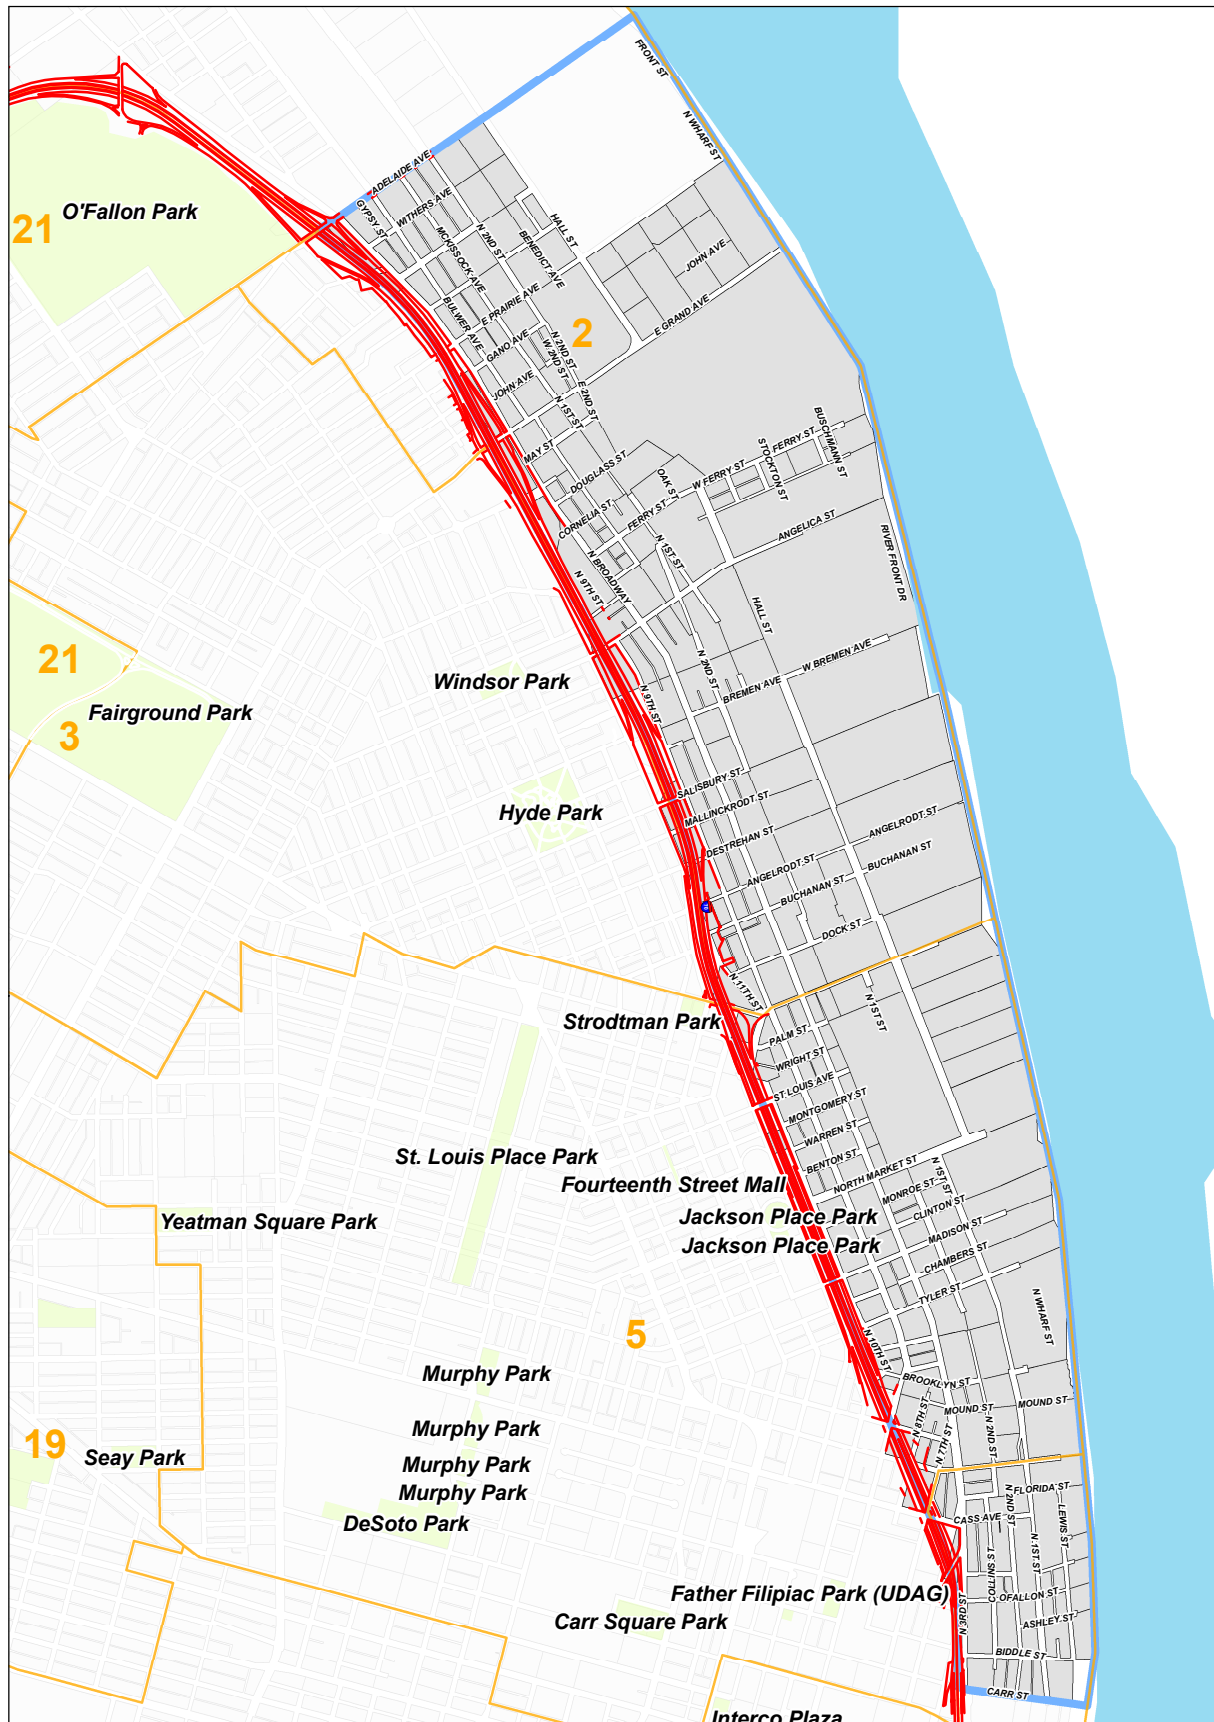 FRONT ST
N WHARF ST
ADELAIDE AVE
O'Fallon Park
21
GYPSY ST
WITHERS AVE
MCKISSOCK AVE
N 2ND ST
BENEDICT AVE
HALL ST
JOHN AVE
E PRAIRIE AVE
BULWER AVE
E GRAND AVE
2
GANO AVE
N 2ND ST
W 2ND ST
JOHN AVE
E 2ND ST
N 1ST ST
MAY ST
BUSCHMANN ST
FERRY ST
STOCKTON ST
DOUGLASS ST
W FERRY ST
OAK ST
CORNELIA ST
FERRY ST
ANGELICA ST
RIVER FRONT DR
N 1ST ST
N BROADWAY
N 9TH ST
HALL ST
21
Windsor Park
N 2ND ST
W BREMEN AVE
BREMEN AVE
N 9TH ST
Fairground Park
3
SALISBURY ST
MALLINCKRODT ST
Hyde Park
DESTREHAN ST
ANGELRODT ST
ANGELRODT ST
BUCHANAN ST
BUCHANAN ST
DOCK ST
N 11TH ST
N 1ST ST
Strodtman Park
PALM ST
WRIGHT ST
ST LOUIS AVE
MONTGOMERY ST
WARREN ST
St. Louis Place Park
BENTON ST
Fourteenth Street Mall
NORTH MARKET ST
N 1ST ST
MONROE ST
Yeatman Square Park
Jackson Place Park
CLINTON ST
Jackson Place Park
MADISON ST
CHAMBERS ST
TYLER ST
N WHARF ST
5
N 10TH ST
Murphy Park
BROOKLYN ST
MOUND ST
MOUND ST
N 8TH ST
N 2ND ST
Murphy Park
N 7TH ST
19
Seay Park
Murphy Park
Murphy Park
FLORIDA ST
N 2ND ST
DeSoto Park
CASS AVE
LEWIS ST
N 1ST ST
COLLINS ST
Father Filipiac Park (UDAG)
OFALLON ST
N 3RD ST
Carr Square Park
ASHLEY ST
BIDDLE ST
CARR ST
Interco Plaza